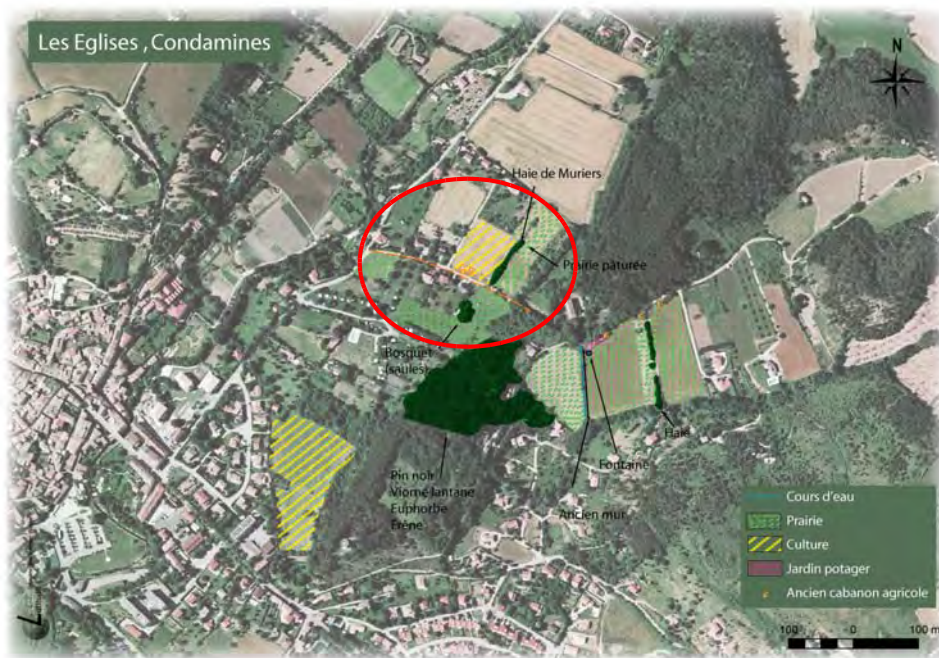 Les Eglises , Condamines
N
Haie de Muriers
Prairie pâturée
Bosquet
(saules)
Haie
Fontaine
Pin noir
Viorne lantane
Euphorbe
Frêne
Ancien mur
Cours d'eau
Prairie
Culture
Jardin potager
Ancien cabanon agricole
100 0 100 m